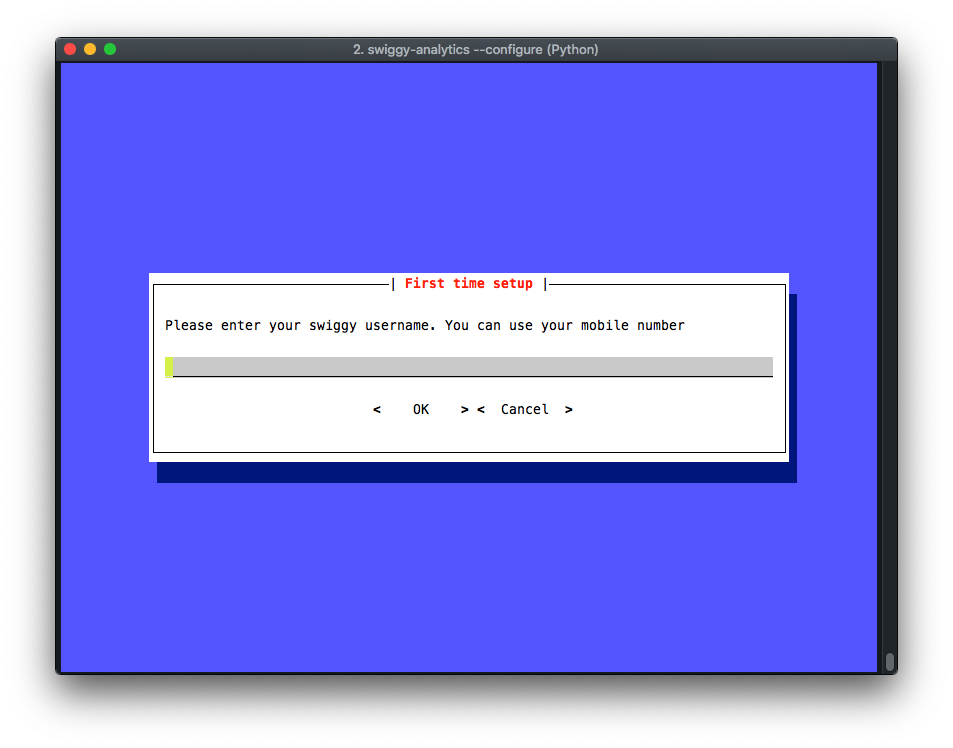 2. swiggy-analytics --configure (Python)
| First time setup |
Please enter your swiggy username. You can use your mobile number
< OK > < Cancel >